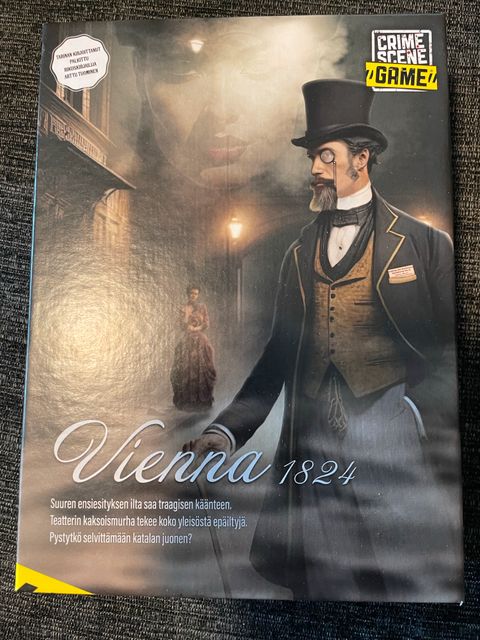 TARINAN KIRJOITTANUT
PALKITTU
RIKOSKIRJAILIJA
ARTTU TUOMINEN
CRIME
SCENE
GAME
Vienna 1824
Suuren ensiesityksen ilta saa traagisen käänteen.
Teatterin kaksoismurha tekee koko yleisöstä epäiltyjä.
Pystytkö selvittämään katalan juonen?